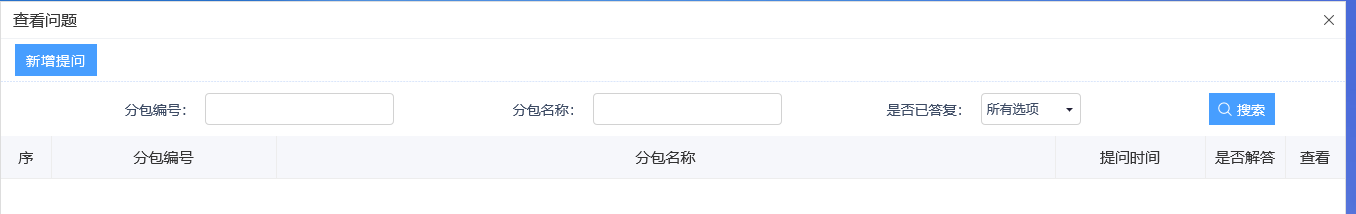 查看问题
新增提问
分包编号： 分包名称： 是否已答复： 所有选项 搜索
序 分包编号 分包名称 提问时间 是否解答 查看